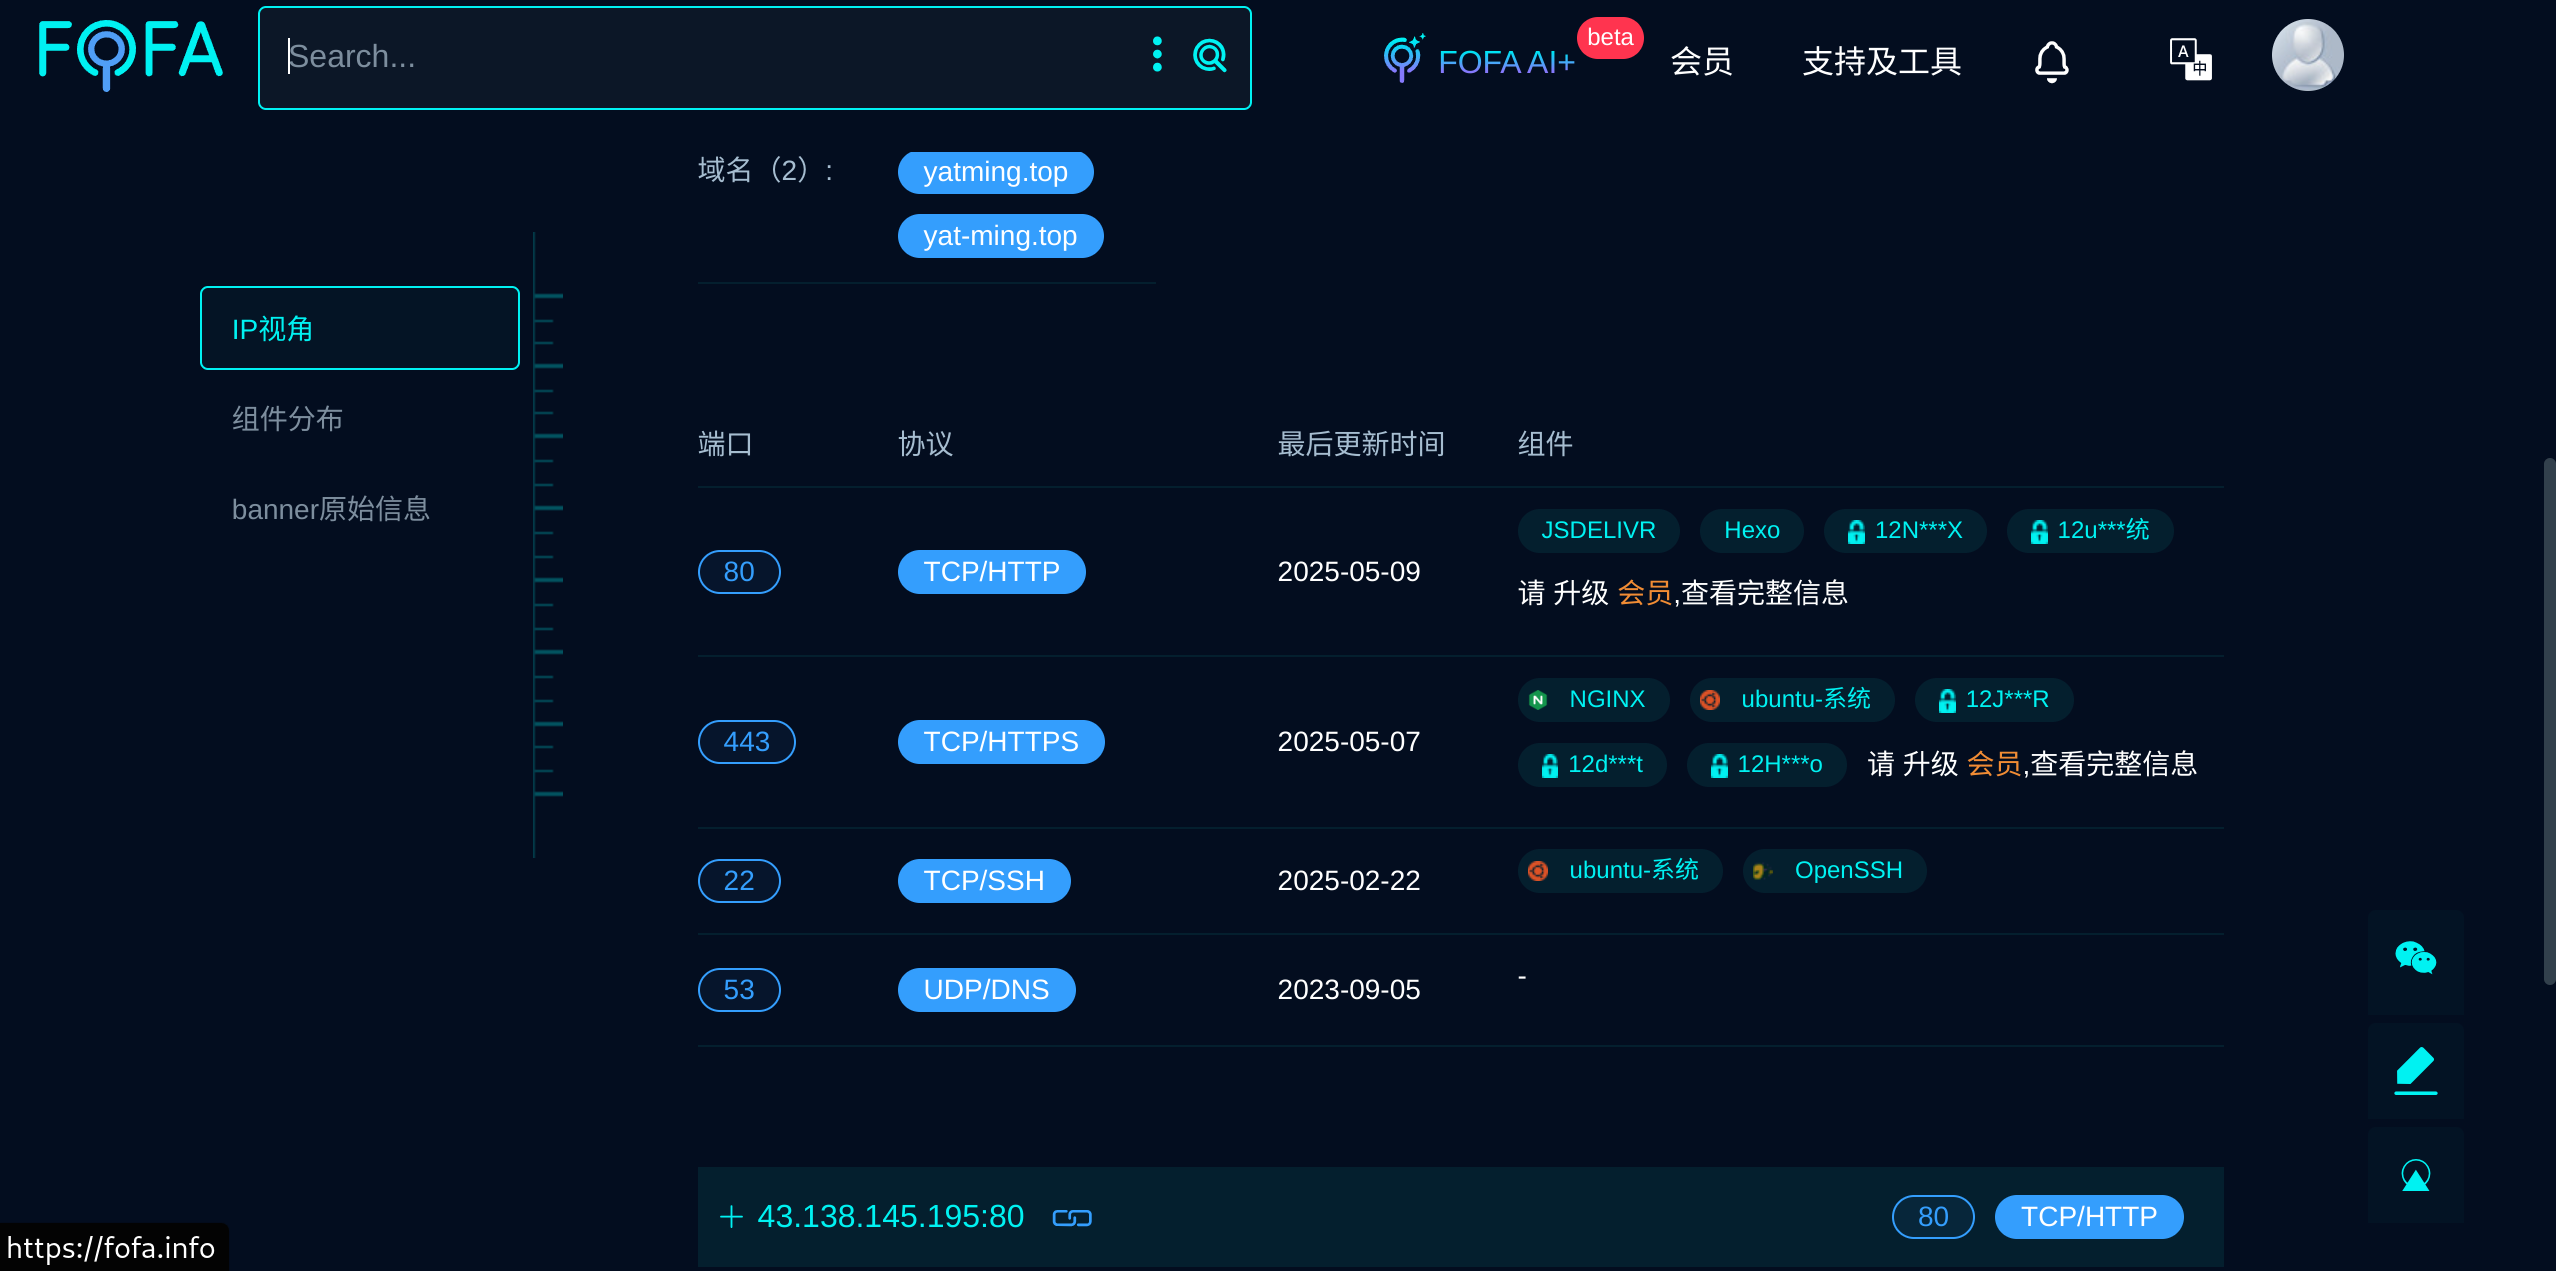 FOFA
Search...
FOFA AI+
beta
会员
支持及工具
A
中
域名（2）:
yatming.top
yat-ming.top
IP视角
组件分布
banner原始信息
端口
协议
最后更新时间
组件
80
TCP/HTTP
2025-05-09
JSDELIVR
Hexo
12N***X
12u***统
请 升级 会员,查看完整信息
443
TCP/HTTPS
2025-05-07
NGINX
ubuntu-系统
12J***R
12d***t
12H***o
请 升级 会员,查看完整信息
22
TCP/SSH
2025-02-22
ubuntu-系统
OpenSSH
53
UDP/DNS
2023-09-05
-
43.138.145.195:80
80
TCP/HTTP
https://fofa.info